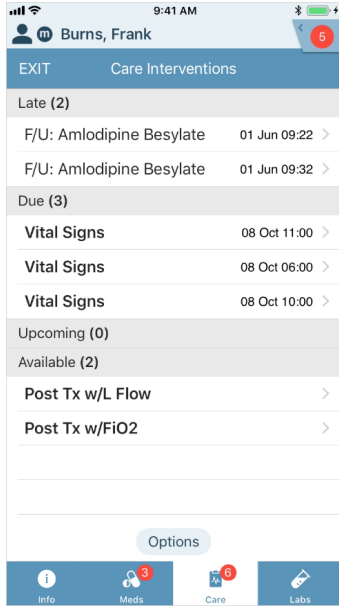 9:41 AM
m Burns, Frank 5
EXIT Care Interventions
Late (2)
F/U: Amlodipine Besylate 01 Jun 09:22
F/U: Amlodipine Besylate 01 Jun 09:32
Due (3)
Vital Signs 08 Oct 11:00
Vital Signs 08 Oct 06:00
Vital Signs 08 Oct 10:00
Upcoming (0)
Available (2)
Post Tx w/L Flow
Post Tx w/FiO2
Options
3 6
Info Meds Care Labs